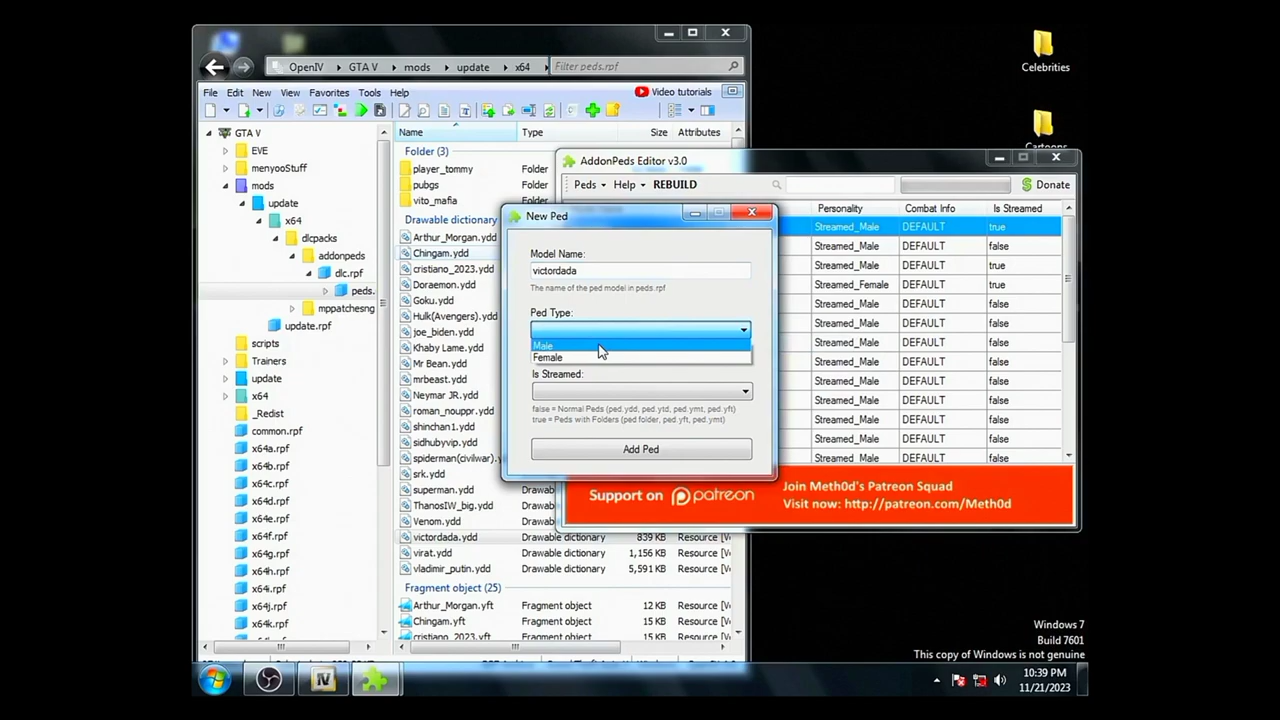 Celebrities
Cartoons
OpenIV
GTA V
mods
update
x64
Filter peds.rpf
File Edit New View Favorites Tools Help
Video tutorials
GTA V
EVE
menyooStuff
mods
update
x64
dlcpacks
addonpeds
dlc.rpf
peds.
mppatchesng
update.rpf
scripts
Trainers
update
x64
_Redist
common.rpf
x64a.rpf
x64b.rpf
x64c.rpf
x64d.rpf
x64e.rpf
x64f.rpf
x64g.rpf
x64h.rpf
x64i.rpf
x64j.rpf
x64k.rpf
Name Type Size Attributes
Folder (3)
player_tommy Folder
pubgs Folder
vito_mafia Folder
Drawable dictionary
Arthur_Morgan.ydd
Chingam.ydd
cristiano_2023.ydd
Doraemon.ydd
Goku.ydd
Hulk(Avengers).ydd
joe_biden.ydd
Khaby Lame.ydd
Mr Bean.ydd
mrbeast.ydd
Neymar JR.ydd
roman_nouppr.ydd
shinchan1.ydd
sidhubyvip.ydd
spiderman(civilwar).ydd
srk.ydd
superman.ydd
ThanosIW_big.ydd
Venom.ydd
victordada.ydd Drawable dictionary 839 KB
virat.ydd Drawable dictionary 1,156 KB
vladimir_putin.ydd Drawable dictionary 5,591 KB
Fragment object (25)
Arthur_Morgan.yft Fragment object 12 KB
Chingam.yft Fragment object 15 KB
cristiano_2023.yft Fragment object 15 KB
AddonPeds Editor v3.0
Peds Help REBUILD
Donate
Personality Combat Info Is Streamed
Streamed_Male DEFAULT true
Streamed_Male DEFAULT false
Streamed_Male DEFAULT true
Streamed_Female DEFAULT true
Streamed_Male DEFAULT false
Streamed_Male DEFAULT false
Streamed_Male DEFAULT false
Streamed_Male DEFAULT false
Streamed_Male DEFAULT false
Streamed_Male DEFAULT false
Streamed_Male DEFAULT false
Streamed_Male DEFAULT false
Streamed_Male DEFAULT false
New Ped
Model Name:
victordada
The name of the ped model in peds.rpf
Ped Type:
Male
Female
Is Streamed:
false = Normal Peds (ped.ydd, ped.ytd, ped.ymt, ped.yft)
true = Peds with Folders (ped folder, ped.yft, ped.ymt)
Add Ped
Support on patreon
Join Meth0d's Patreon Squad
Visit now: http://patreon.com/Meth0d
Windows 7
Build 7601
This copy of Windows is not genuine
10:39 PM
11/21/2023